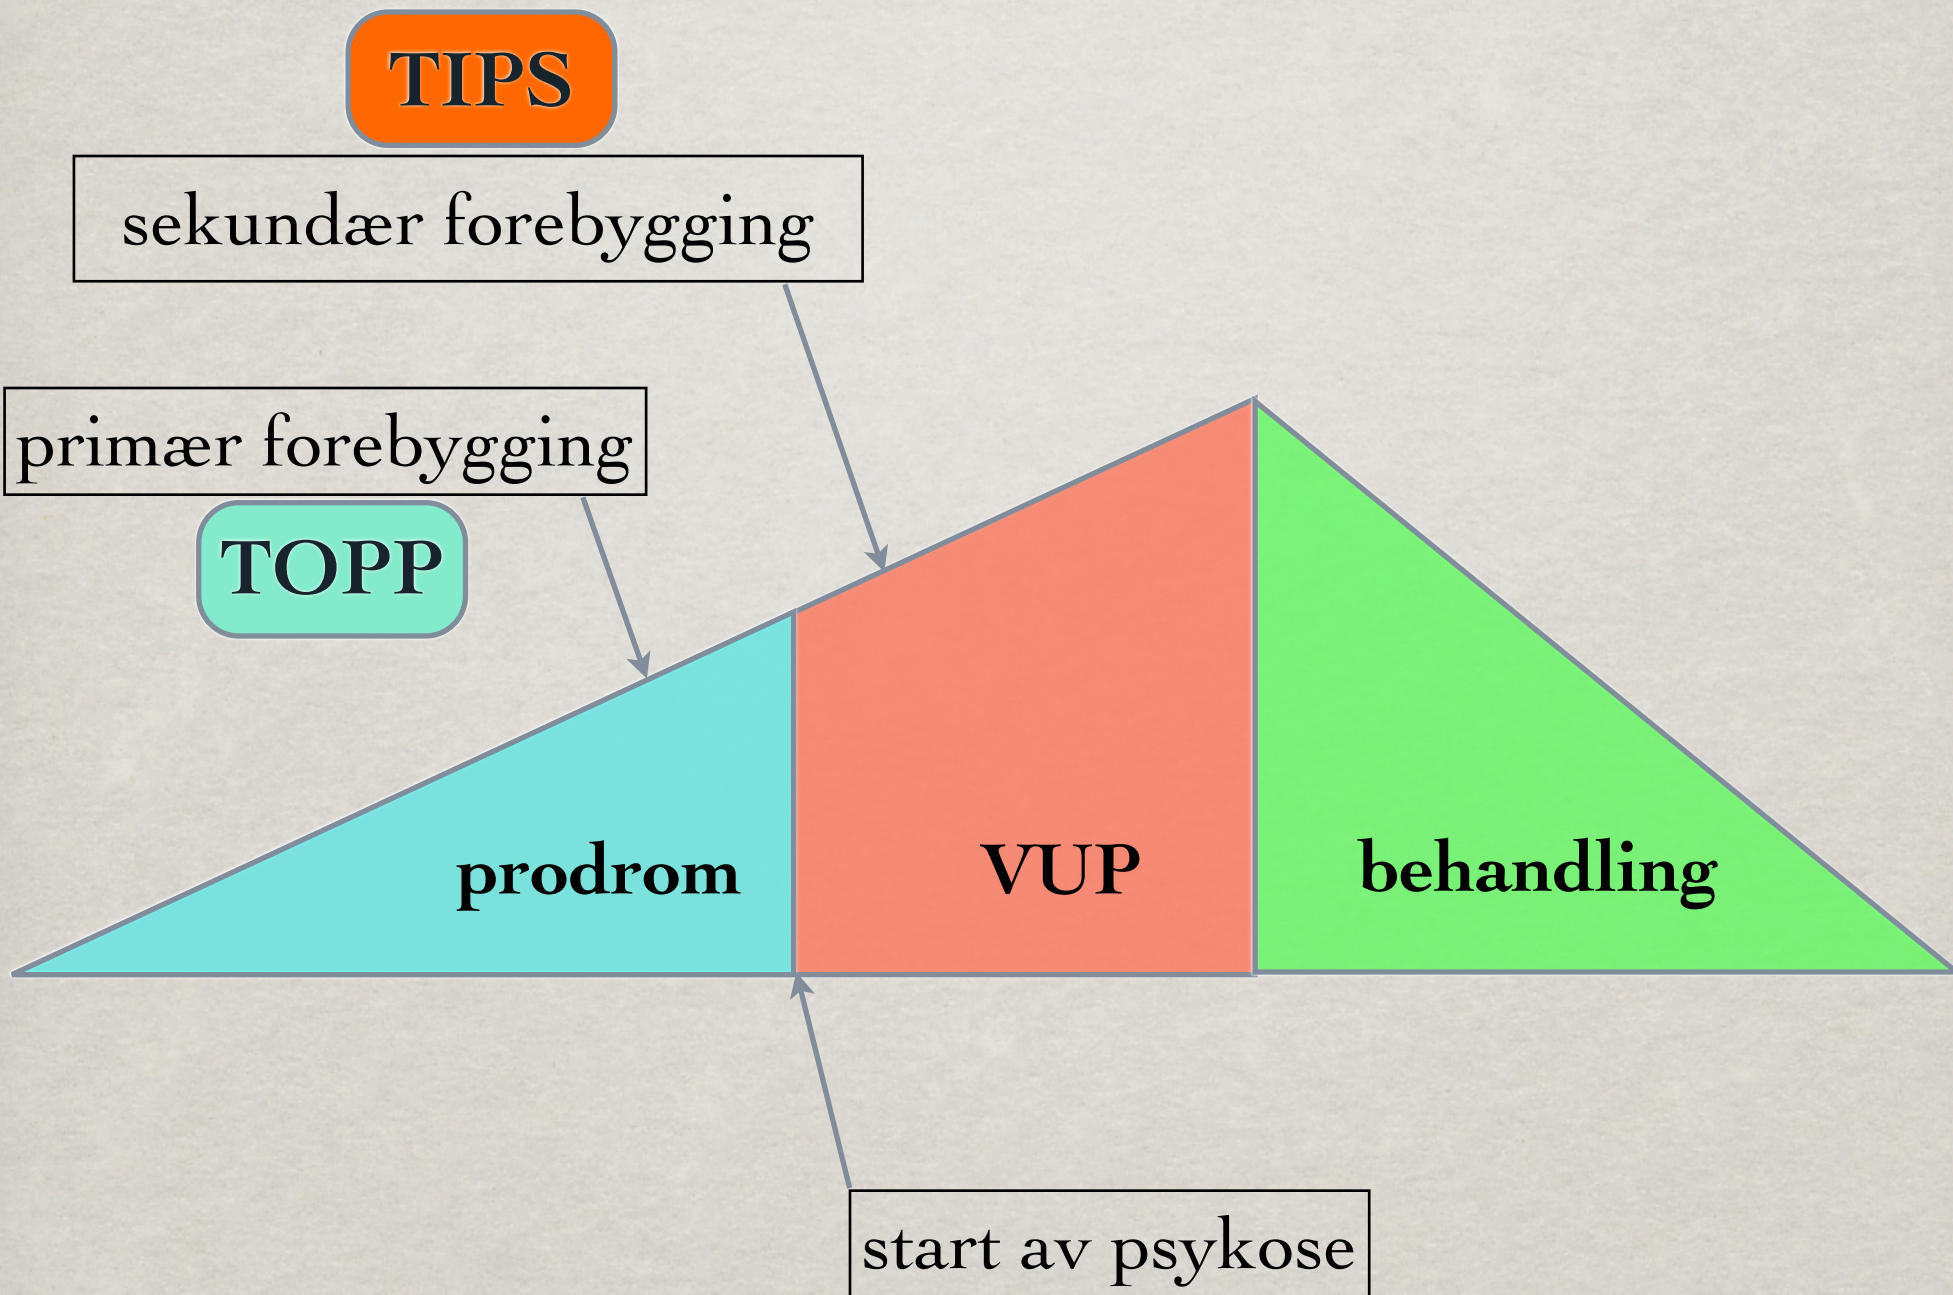 TIPS
sekundær forebygging
primær forebygging
TOPP
prodrom
VUP
behandling
start av psykose